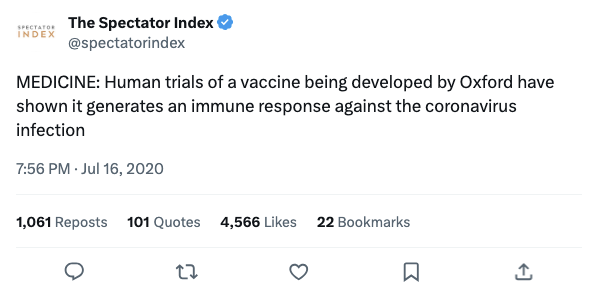 SPECTATOR
INDEX
The Spectator Index
@spectatorindex
MEDICINE: Human trials of a vaccine being developed by Oxford have
shown it generates an immune response against the coronavirus
infection
7:56 PM · Jul 16, 2020
1,061 Reposts 101 Quotes 4,566 Likes 22 Bookmarks